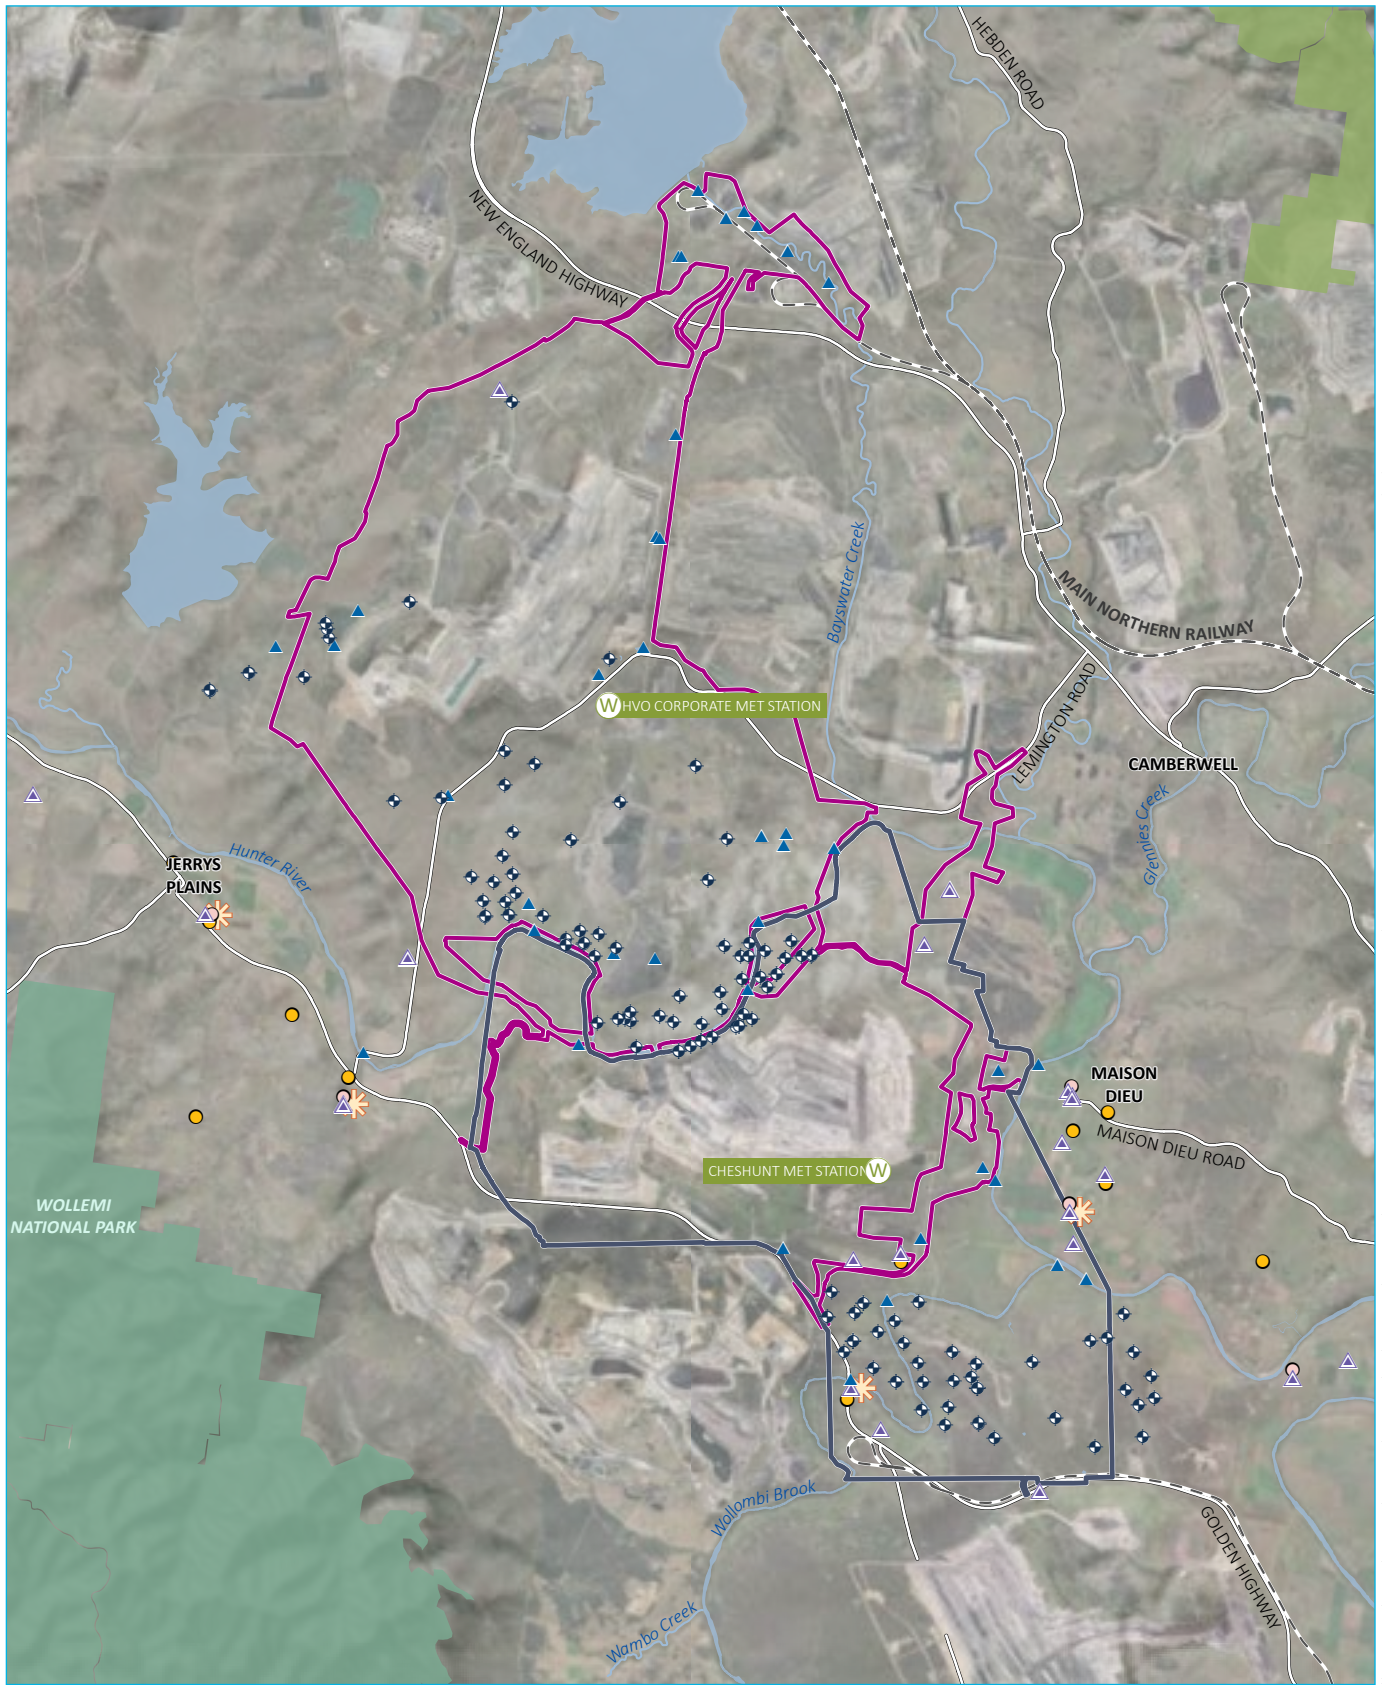 HEBDEN ROAD
NEW ENGLAND HIGHWAY
Bayswater Creek
MAIN NORTHERN RAILWAY
LEMINGTON ROAD
W HVO CORPORATE MET STATION
CAMBERWELL
Glennies Creek
JERRYS
PLAINS
Hunter River
MAISON
DIEU
MAISON DIEU ROAD
CHESHUNT MET STATION W
WOLLEMI
NATIONAL PARK
Wollombi Brook
GOLDEN HIGHWAY
Wambo Creek